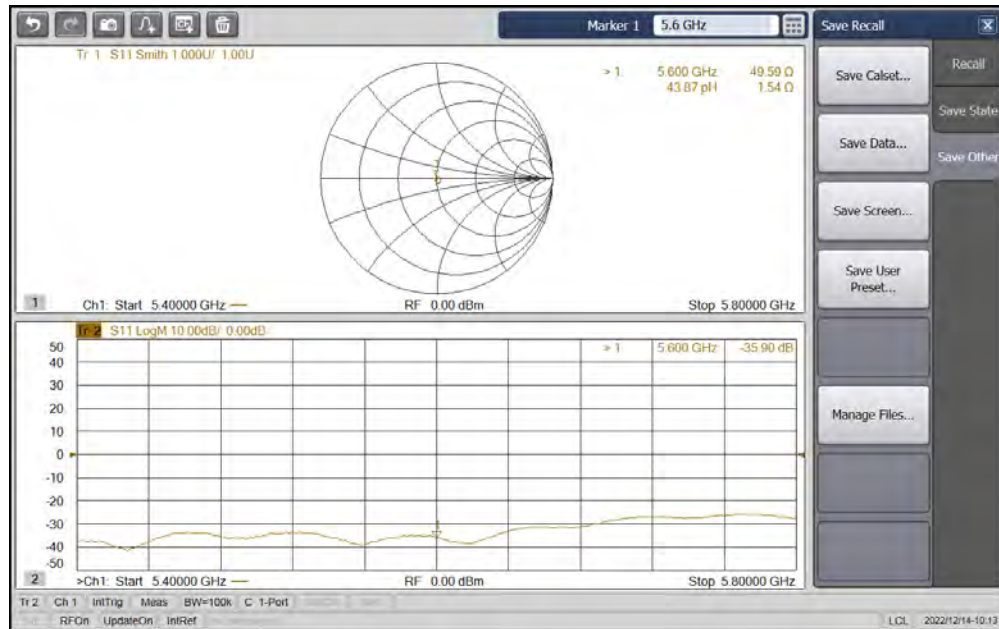 Marker 1 5.6 GHz
Save Recall
Tr 1 S11 Smith 1.000U/ 1.00U
> 1 5.600 GHz 49.59 Ω
43.87 pH 1.54 Ω
1
1 Ch1: Start 5.40000 GHz RF 0.00 dBm Stop 5.80000 GHz
Tr 2 S11 LogM 10.00dB/ 0.00dB
> 1 5.600 GHz -35.90 dB
50
40
30
20
10
0
-10
-20
-30
-40
-50
1
2 >Ch1: Start 5.40000 GHz RF 0.00 dBm Stop 5.80000 GHz
Save Calset...
Save Data...
Save Screen...
Save User
Preset...
Manage Files...
Recall
Save State
Save Other
Tr 2 Ch 1 IntTrig Meas BW=100k C 1-Port
RFOn UpdateOn IntRef LCL 2022/12/14-10:13